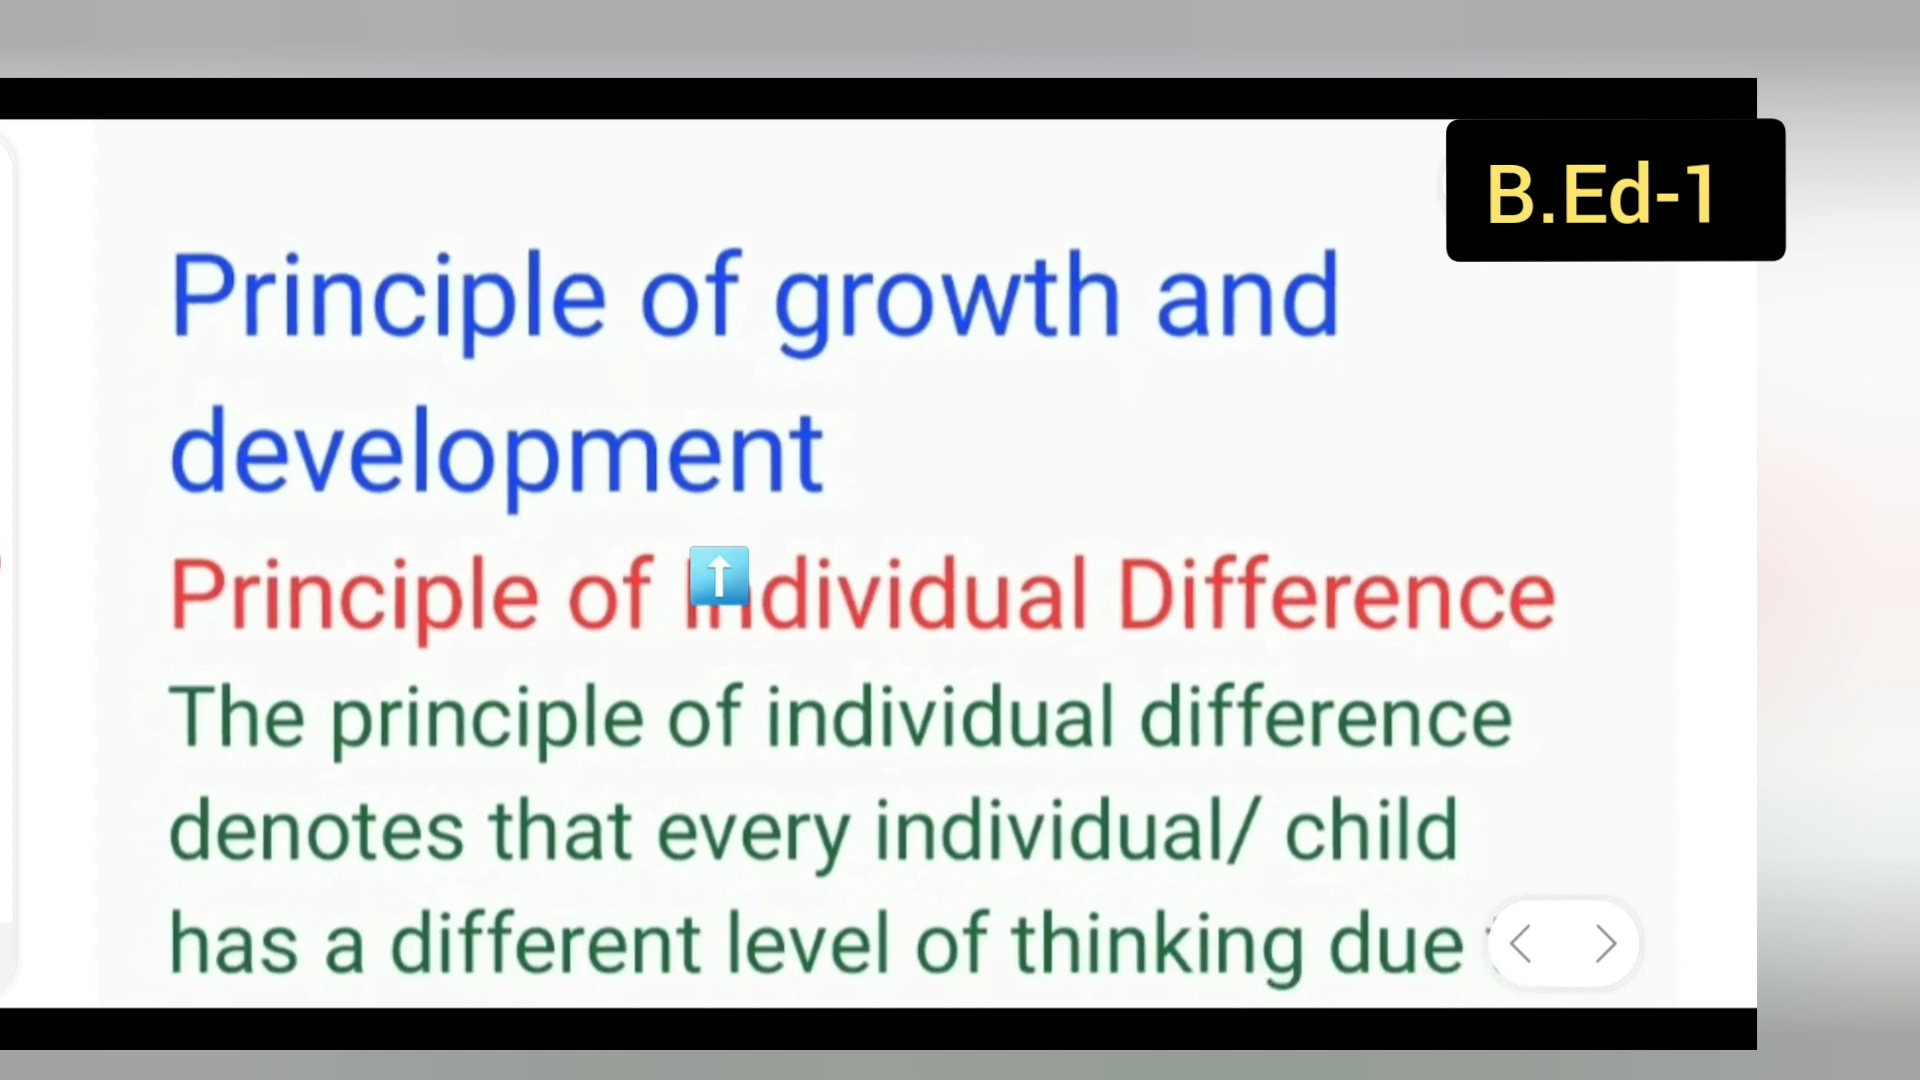 B.Ed-1
Principle of growth and
development
Principle of Individual Difference
The principle of individual difference
denotes that every individual/ child
has a different level of thinking due